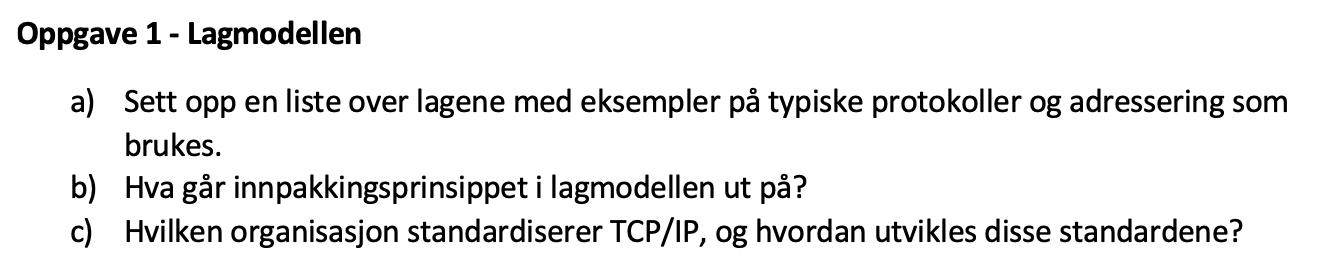 Oppgave 1 - Lagmodellen
a) Sett opp en liste over lagene med eksempler på typiske protokoller og adressering som
brukes.
b) Hva går innpakkingsprinsippet i lagmodellen ut på?
c) Hvilken organisasjon standardiserer TCP/IP, og hvordan utvikles disse standardene?